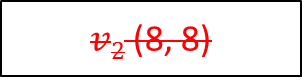 𝑣₂ (8, 8)